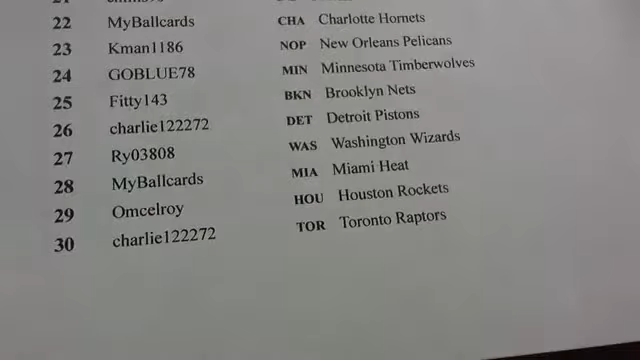 22 MyBallcards CHA Charlotte Hornets
23 Kman1186 NOP New Orleans Pelicans
24 GOBLUE78 MIN Minnesota Timberwolves
25 Fitty143 BKN Brooklyn Nets
26 charlie122272 DET Detroit Pistons
27 Ry03808 WAS Washington Wizards
28 MyBallcards MIA Miami Heat
29 Omcelroy HOU Houston Rockets
30 charlie122272 TOR Toronto Raptors